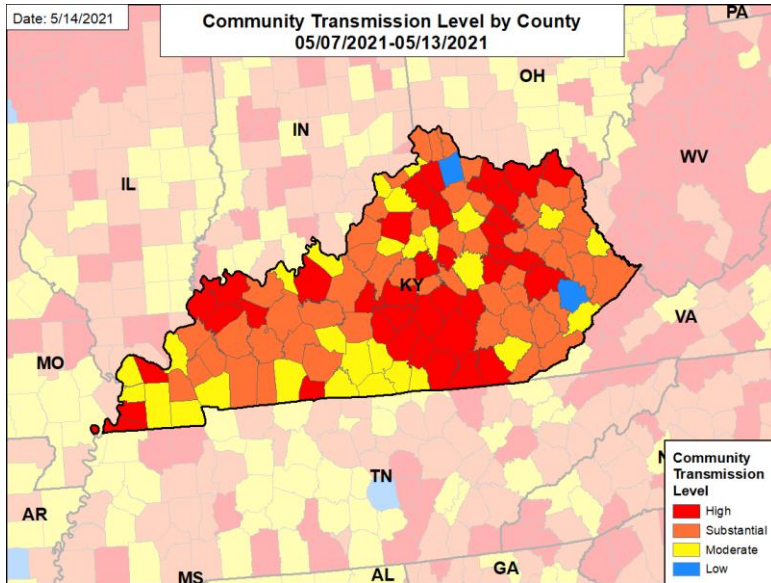 Date: 5/14/2021
Community Transmission Level by County
05/07/2021-05/13/2021
PA
OH
IN
IL
WV
KY
VA
MO
TN
AR
MS
AL
GA
N
Community
Transmission
Level
High
Substantial
Moderate
Low